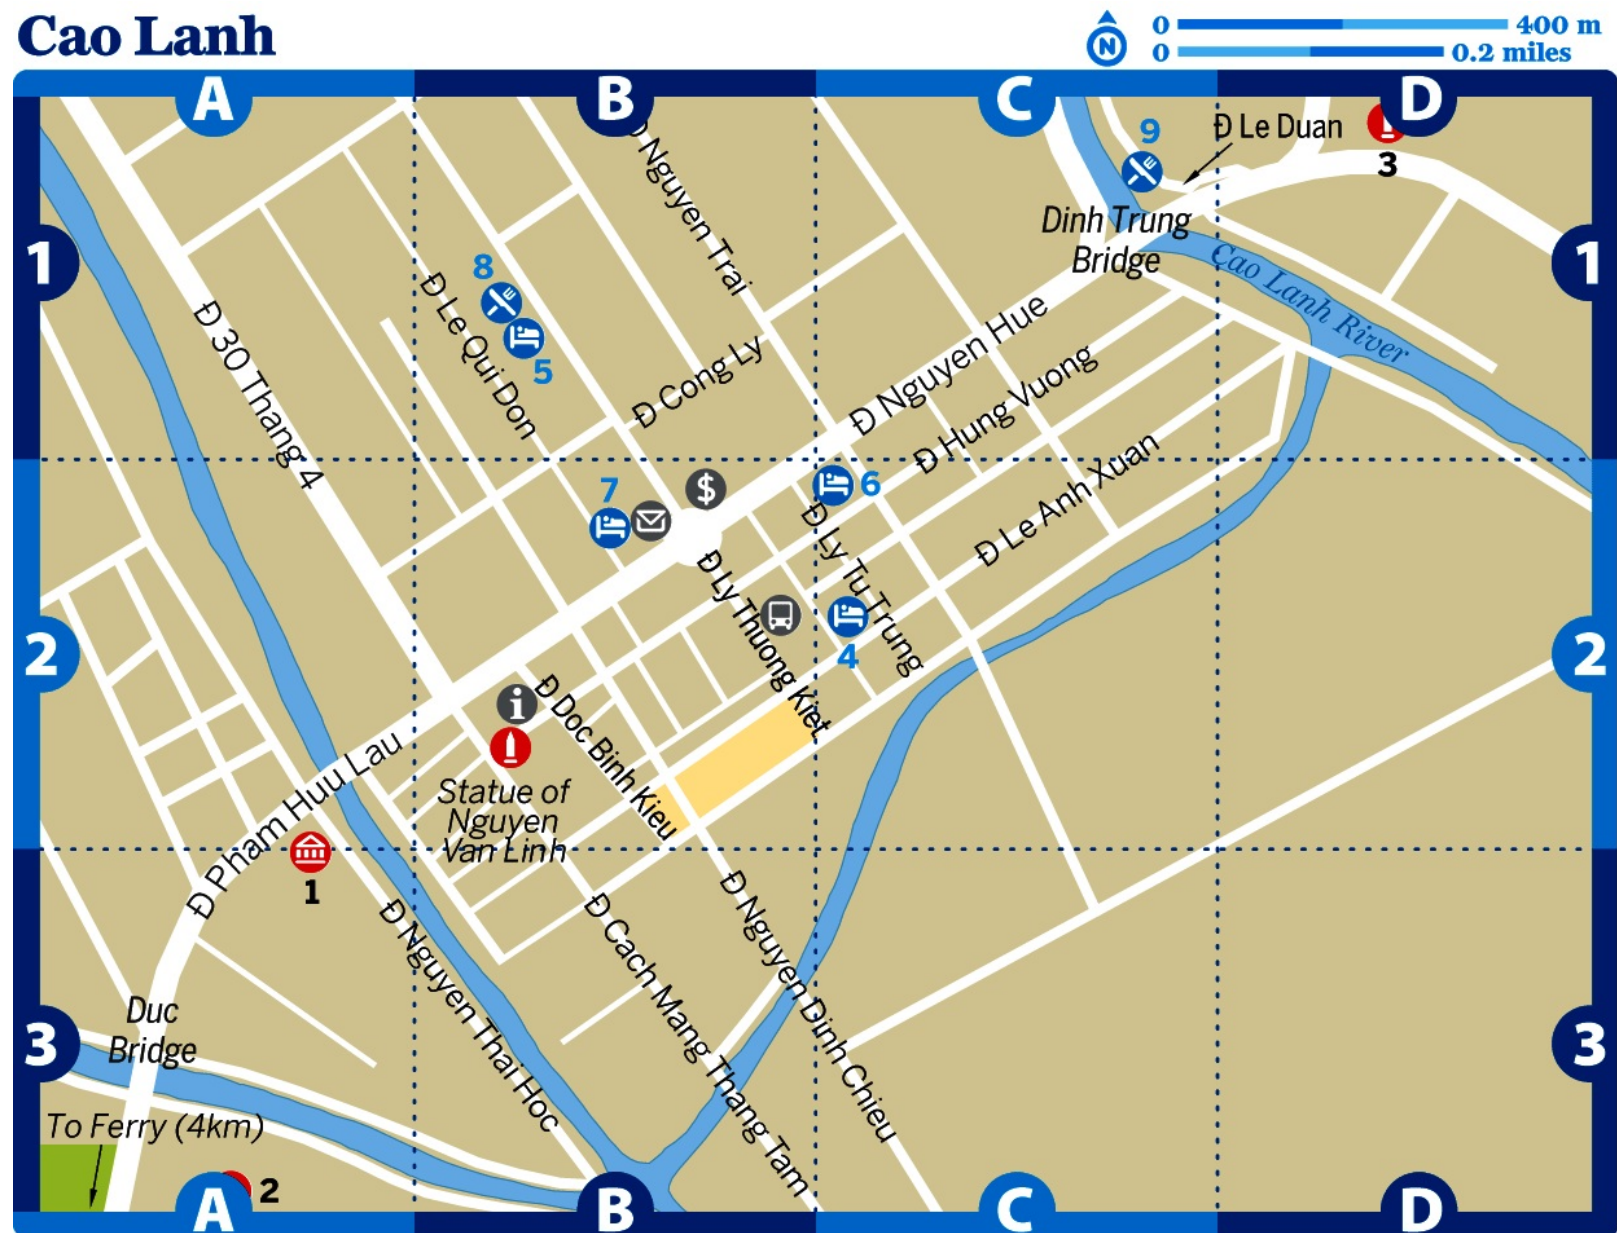 Cao Lanh
N
0 400 m
0 0.2 miles
A
B
C
D
Đ Le Duan
9
3
Đ Nguyen Trai
Dinh Trung
Bridge
1
1
Cao Lanh River
8
5
Đ Le Qui Don
Đ 30 Thang 4
Đ Cong Ly
Đ Nguyen Hue
Đ Hung Vuong
Đ Le Anh Xuan
7
$
6
Đ Ly Tu Trung
Đ Ly Thuong Kiet
4
2
2
i
Đ Doc Binh Kieu
Statue of
Nguyen
Van Linh
Đ Pham Huu Lau
1
Đ Nguyen Thai Hoc
Đ Cach Mang Thang Tam
Đ Nguyen Dinh Chieu
Duc
Bridge
3
3
To Ferry (4km)
2
A
B
C
D